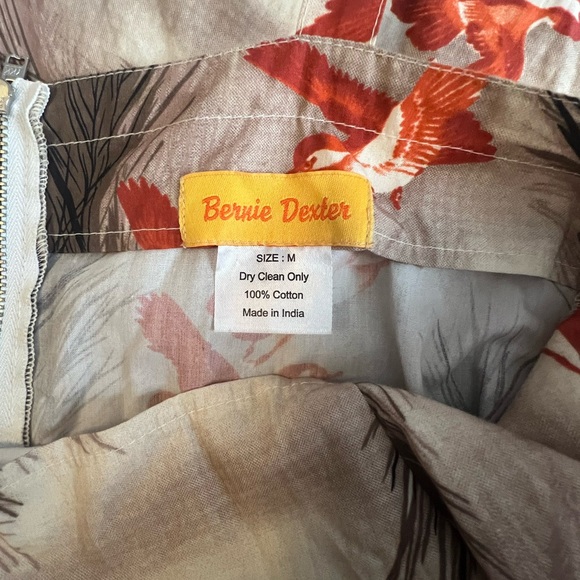 Bernie Dexter
SIZE : M
Dry Clean Only
100% Cotton
Made in India